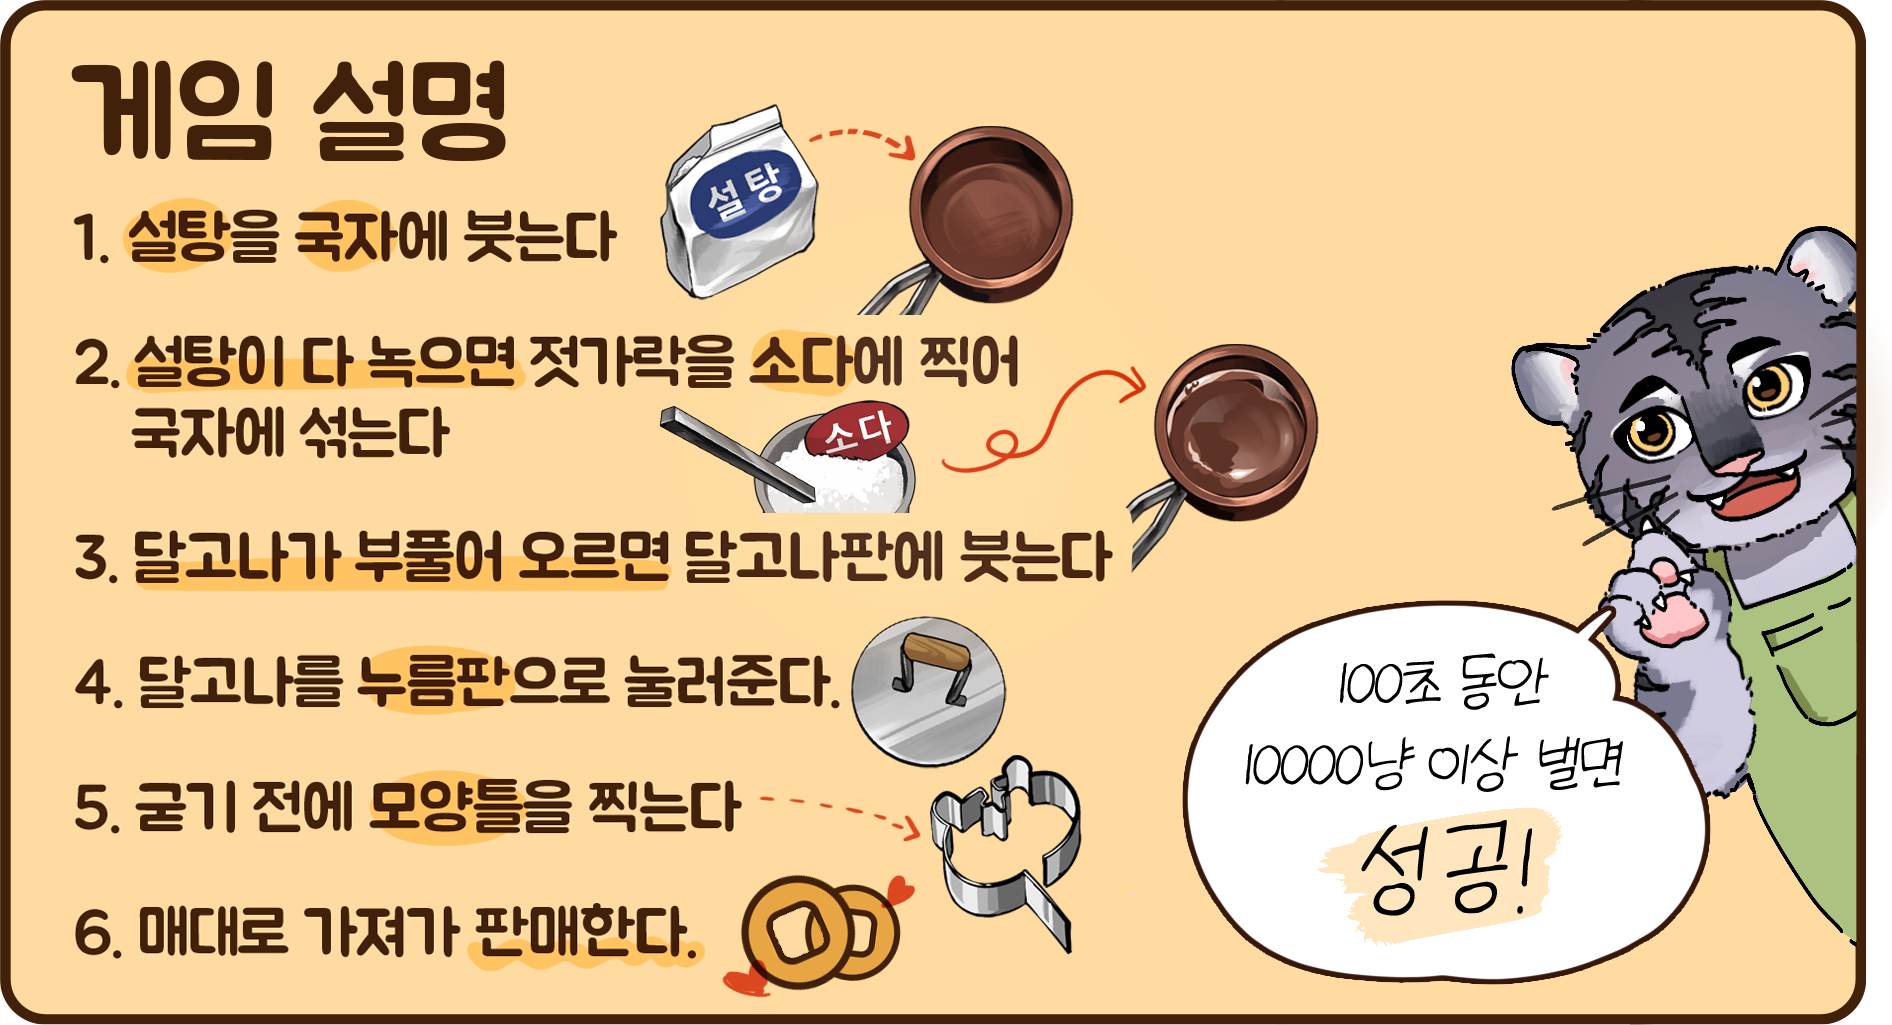 게임 설명
설탕
1. 설탕을 국자에 붓는다
2. 설탕이 다 녹으면 젓가락을 소다에 찍어
국자에 섞는다
소다
3. 달고나가 부풀어 오르면 달고나판에 붓는다
4. 달고나를 누름판으로 눌러준다.
5. 굳기 전에 모양틀을 찍는다
6. 매대로 가져가 판매한다.
100초 동안
10000냥 이상 벌면
성공!